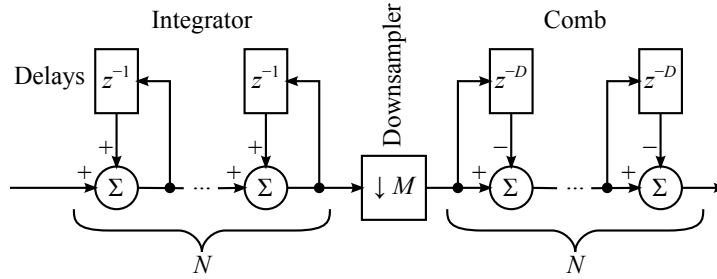 Integrator
Downsampler
Comb
Delays
z⁻¹
z⁻¹
z⁻ᴰ
z⁻ᴰ
+
+
−
−
+
+
+
+
Σ
...
Σ
↓ M
Σ
...
Σ
N
N